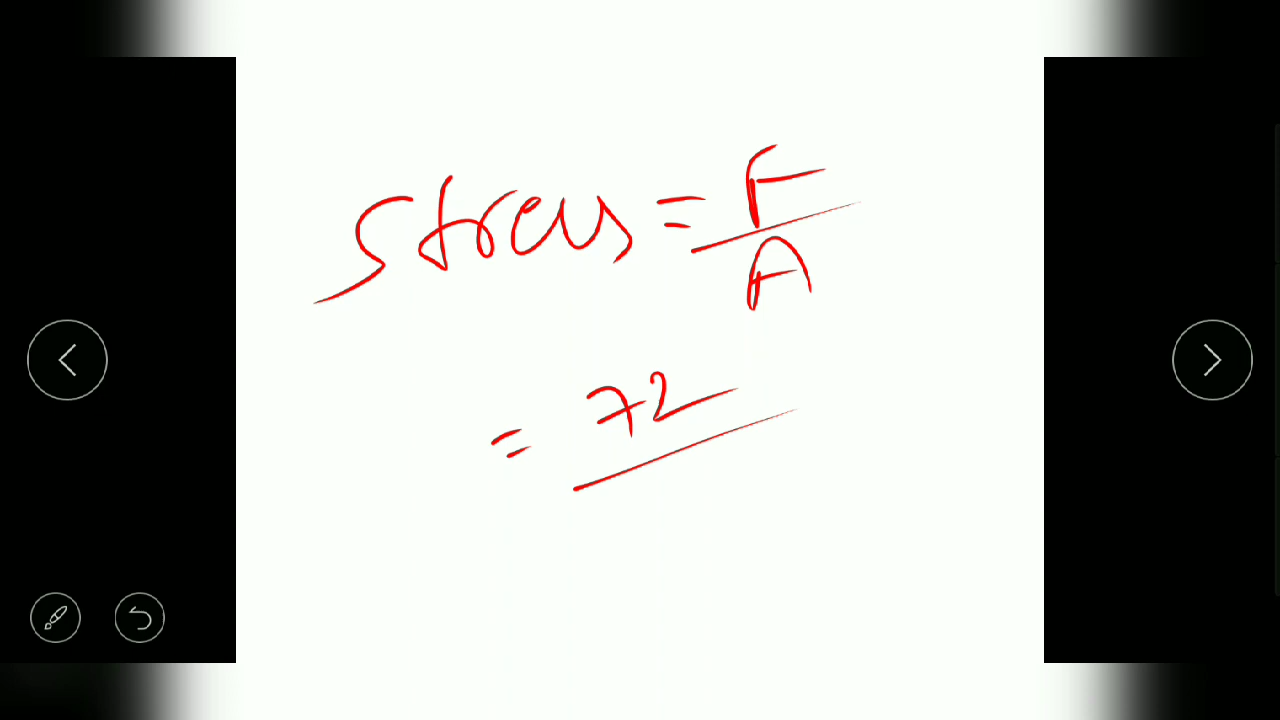 stress = F/A
= 72/